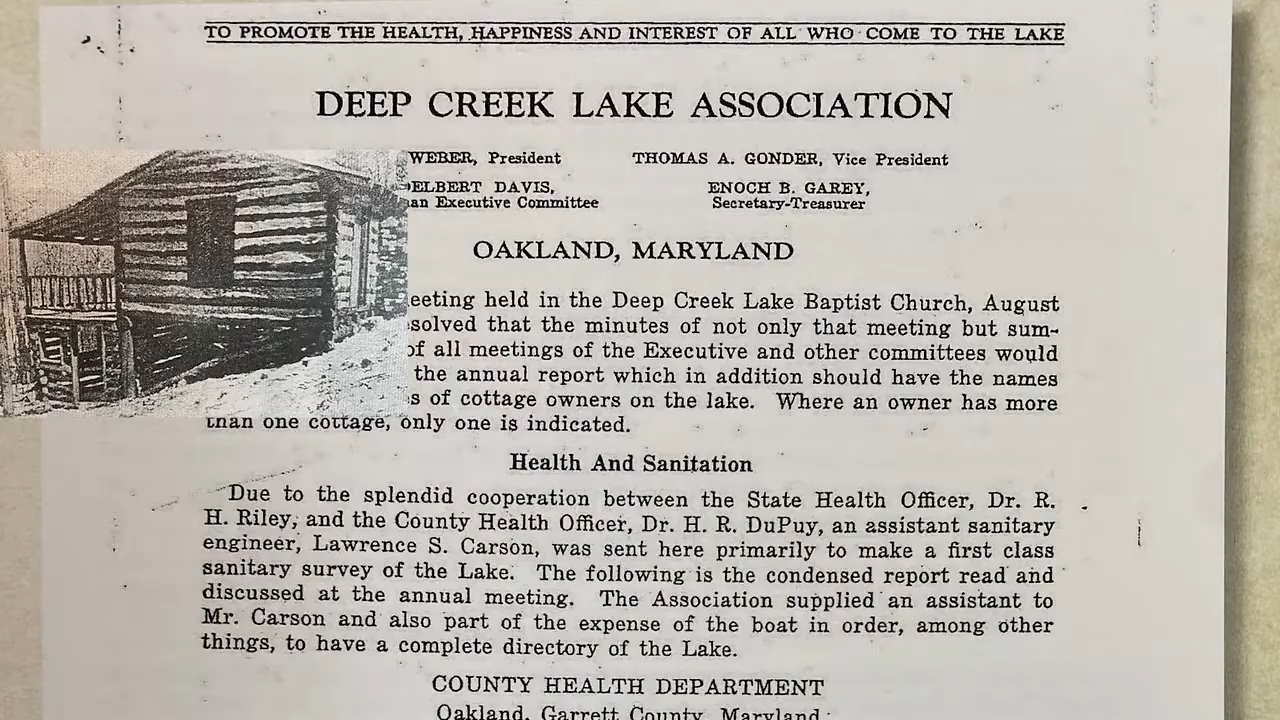 TO PROMOTE THE HEALTH, HAPPINESS AND INTEREST OF ALL WHO COME TO THE LAKE
DEEP CREEK LAKE ASSOCIATION
WEBER, President THOMAS A. GONDER, Vice President
ELBERT DAVIS, ENOCH B. GAREY,
an Executive Committee Secretary-Treasurer
OAKLAND, MARYLAND
eeting held in the Deep Creek Lake Baptist Church, August
solved that the minutes of not only that meeting but sum-
of all meetings of the Executive and other committees would
the annual report which in addition should have the names
s of cottage owners on the lake. Where an owner has more
than one cottage, only one is indicated.
Health And Sanitation
Due to the splendid cooperation between the State Health Officer, Dr. R.
H. Riley, and the County Health Officer, Dr. H. R. DuPuy, an assistant sanitary
engineer, Lawrence S. Carson, was sent here primarily to make a first class
sanitary survey of the Lake. The following is the condensed report read and
discussed at the annual meeting. The Association supplied an assistant to
Mr. Carson and also part of the expense of the boat in order, among other
things, to have a complete directory of the Lake.
COUNTY HEALTH DEPARTMENT
Oakland, Garrett County, Maryland